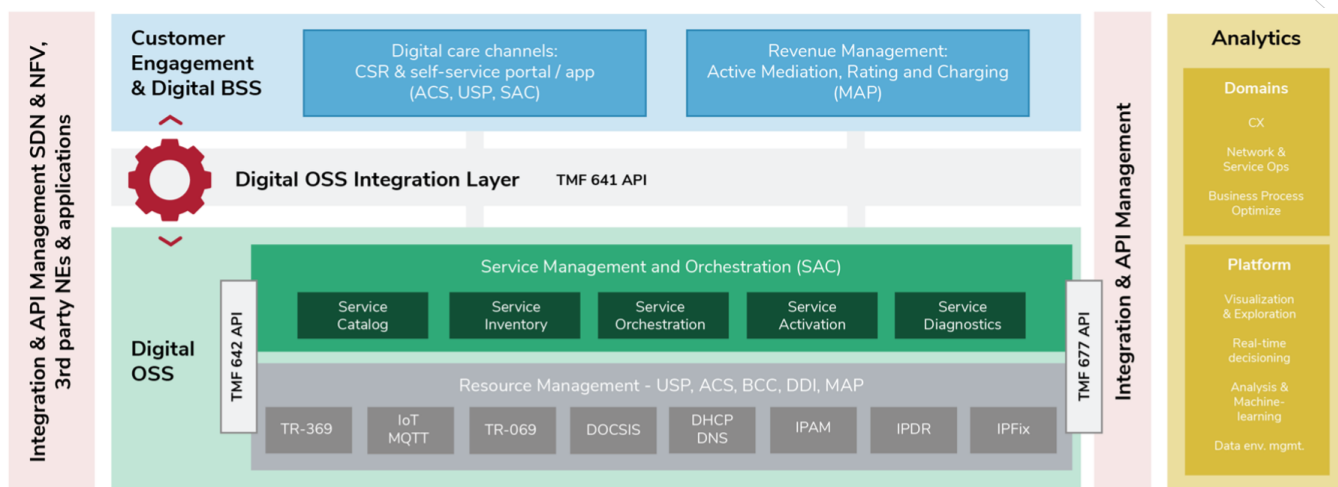 Integration & API Management SDN & NFV,
3rd party NEs & applications
Customer
Engagement
& Digital BSS
Digital care channels:
CSR & self-service portal / app
(ACS, USP, SAC)
Revenue Management:
Active Mediation, Rating and Charging
(MAP)
Digital OSS Integration Layer
TMF 641 API
Digital
OSS
TMF 642 API
Service Management and Orchestration (SAC)
Service
Catalog
Service
Inventory
Service
Orchestration
Service
Activation
Service
Diagnostics
Resource Management - USP, ACS, BCC, DDI, MAP
TR-369
IoT
MQTT
TR-069
DOCSIS
DHCP
DNS
IPAM
IPDR
IPFix
TMF 677 API
Integration & API Management
Analytics
Domains
CX
Network &
Service Ops
Business Process
Optimize
Platform
Visualization
& Exploration
Real-time
decisioning
Analysis &
Machine-
learning
Data env. mgmt.